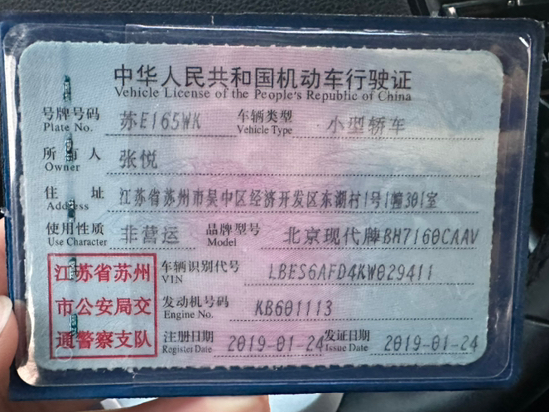 中华人民共和国机动车行驶证
Vehicle License of the People's Republic of China
号牌号码 苏E165WK 车辆类型 小型轿车
Plate No. Vehicle Type
所有人 张悦
Owner
住址 江苏省苏州市吴中区经济开发区东湖村1号1幢301室
Address
使用性质 非营运 品牌型号 北京现代牌BH7160CAAV
Use Character Model
江苏省苏州 车辆识别代号 LBES6AFD4KW029411
VIN
市公安局交 发动机号码 KB601113
Engine No.
通警察支队 注册日期 2019-01-24 发证日期 2019-01-24
Register Date Issue Date